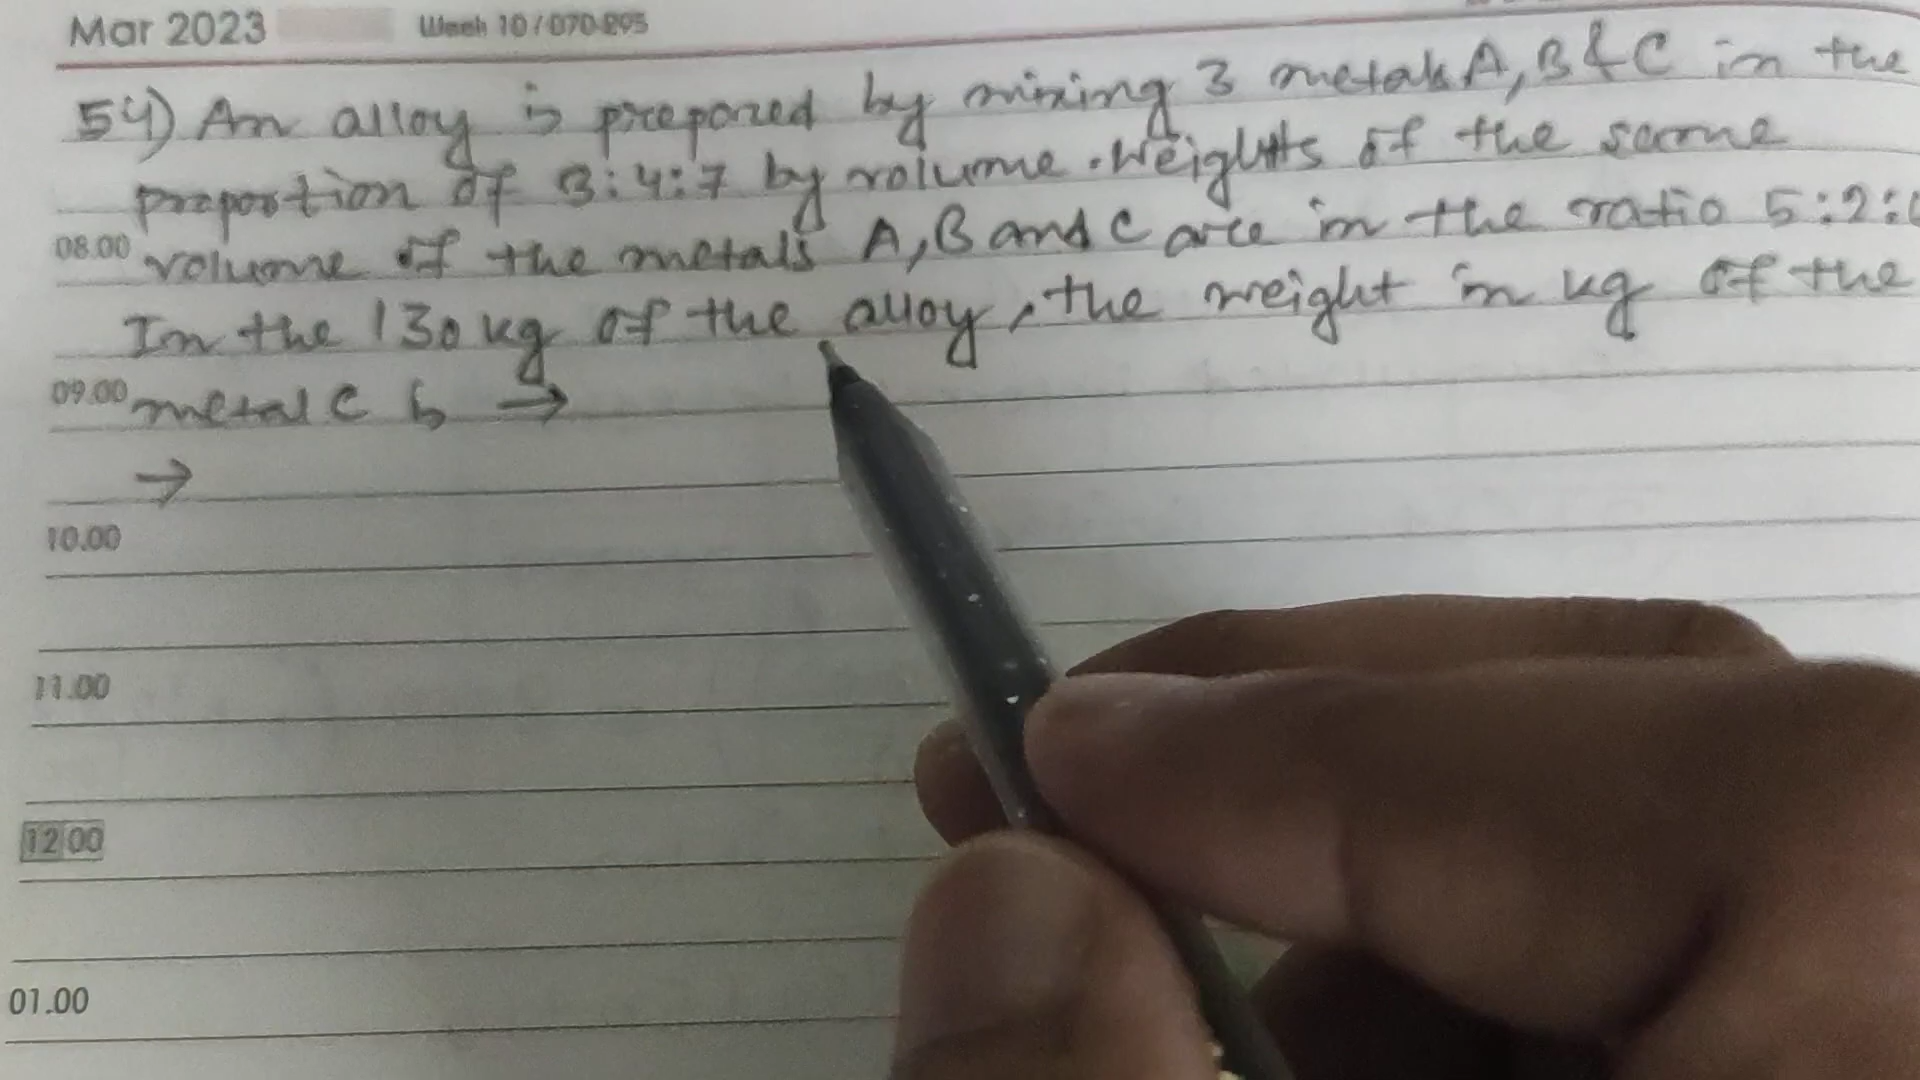 Mar 2023 Week 10 / 070-295
54) An alloy is prepared by mixing 3 metals A, B & C in the
proportion of 3:4:7 by volume. Weights of the same
08.00 volume of the metals A, B and C are in the ratio 5:2:
In the 130 kg of the alloy, the weight in kg of the
09.00 metal C is →
→
10.00
11.00
12 00
01.00